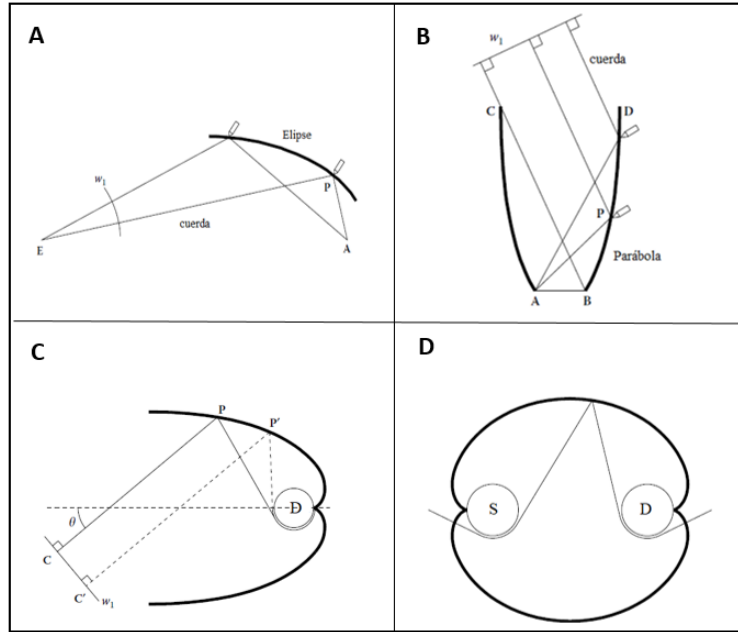 A
Elipse
w₁
P
cuerda
E
A
B
w₁
cuerda
C
D
P
Parábola
A
B
C
P
P'
D
θ
C
C'
w₁
D
S
D